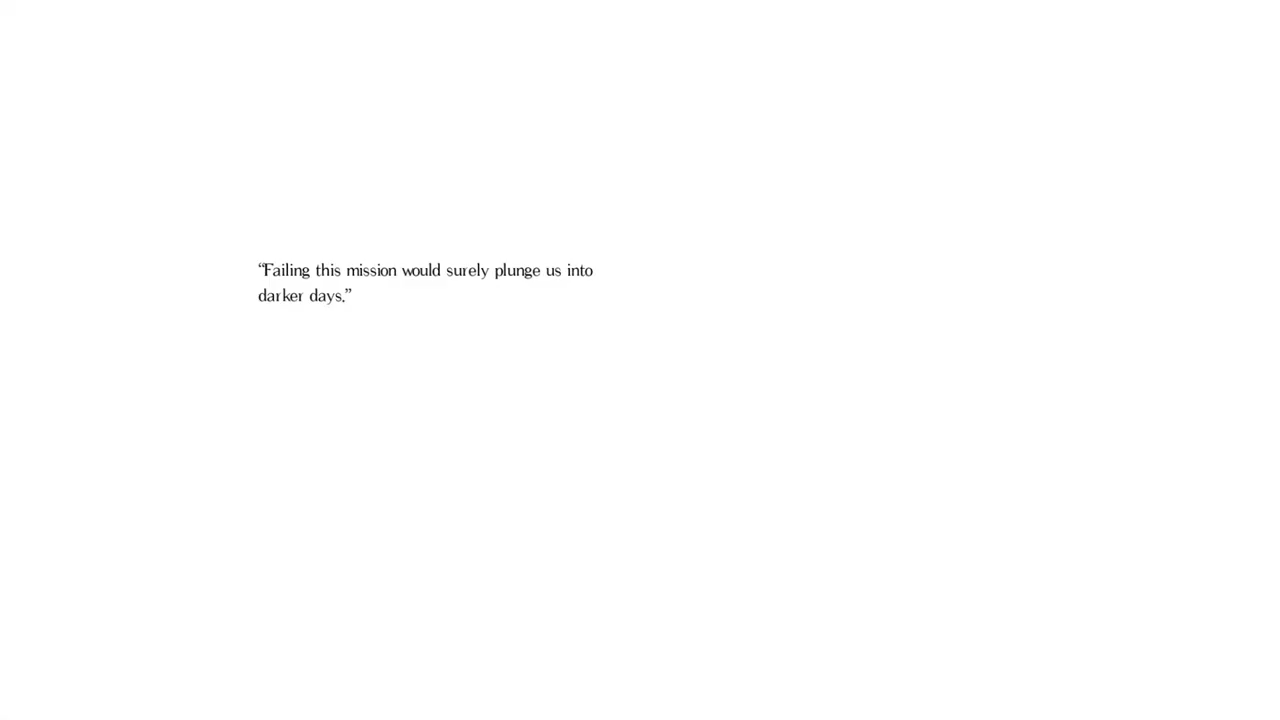 “Failing this mission would surely plunge us into
darker days.”